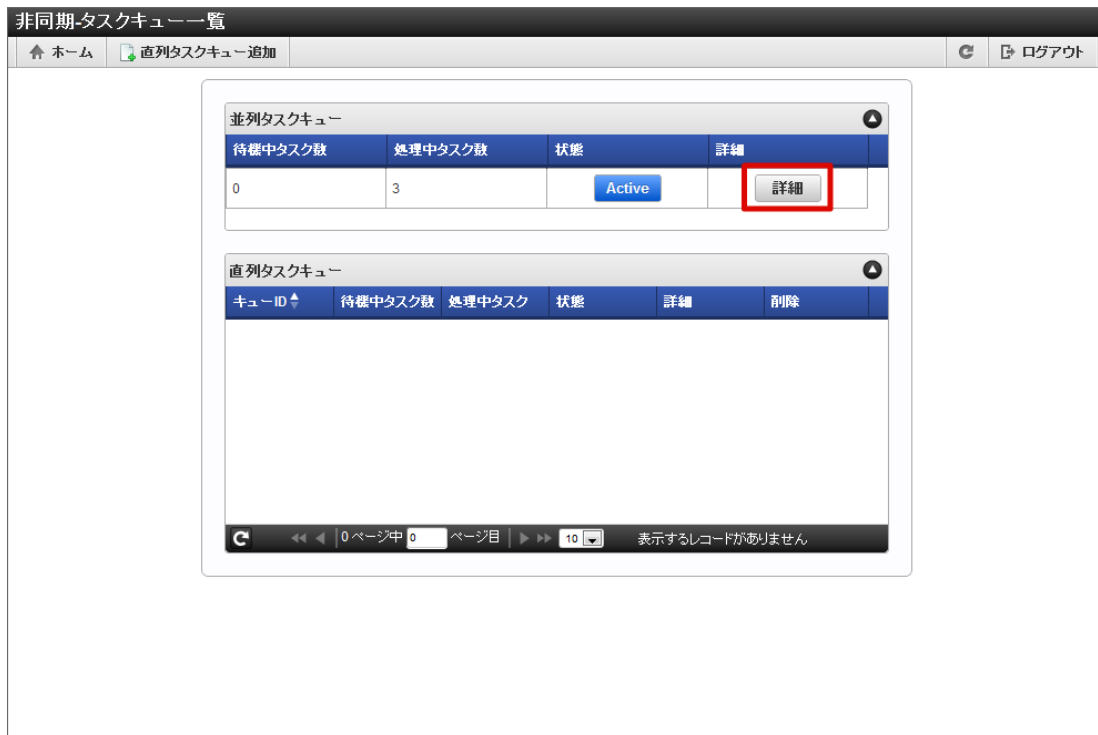 非同期-タスクキュー一覧
ホーム 直列タスクキュー追加 ログアウト
並列タスクキュー
待機中タスク数 処理中タスク数 状態 詳細
0 3 Active 詳細
直列タスクキュー
キューID 待機中タスク数 処理中タスク 状態 詳細 削除
0 ページ中 0 ページ目 10 表示するレコードがありません